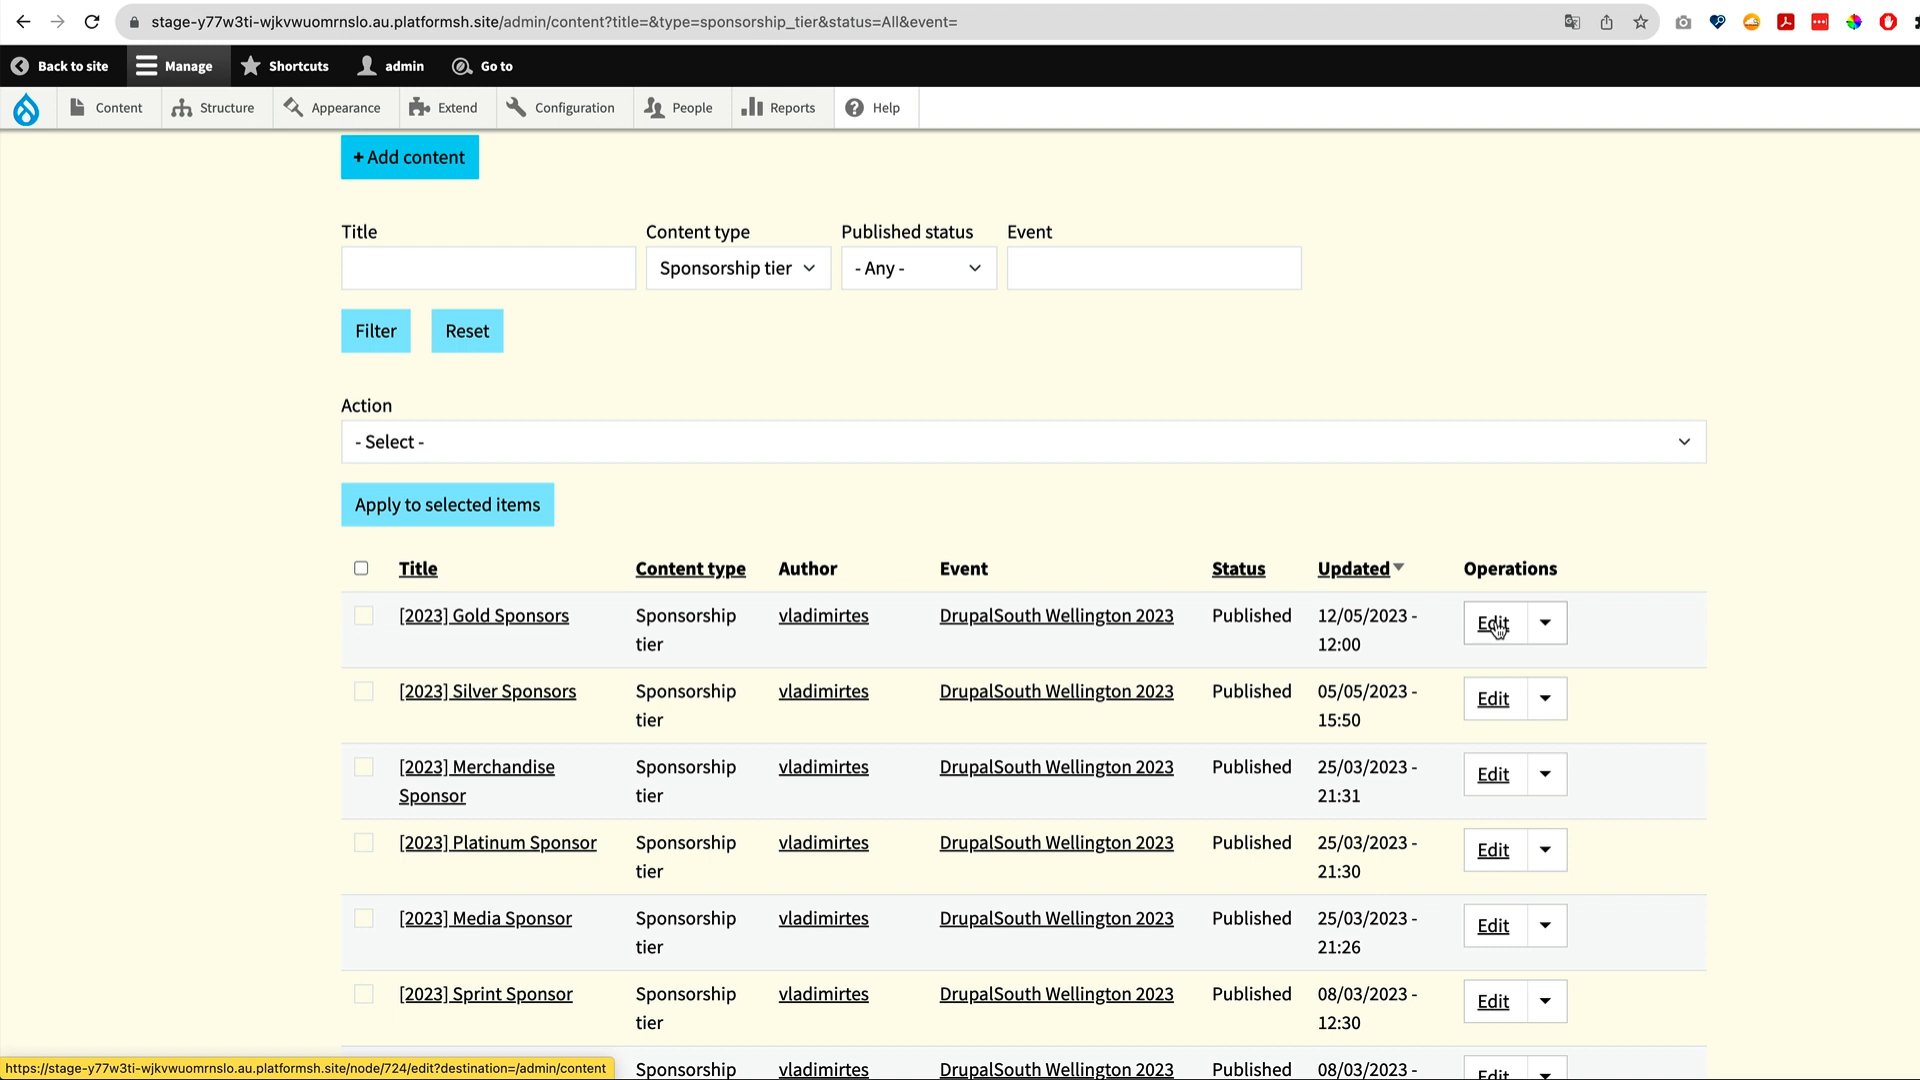 stage-y77w3ti-wjkvwuomrnslo.au.platformsh.site/admin/content?title=&type=sponsorship_tier&status=All&event=
Back to site Manage Shortcuts admin Go to
Content Structure Appearance Extend Configuration People Reports Help
+ Add content
Title Content type Published status Event
Sponsorship tier - Any -
Filter Reset
Action
- Select -
Apply to selected items
Title Content type Author Event Status Updated Operations
[2023] Gold Sponsors Sponsorship vladimirtes DrupalSouth Wellington 2023 Published 12/05/2023 - Edit
tier 12:00
[2023] Silver Sponsors Sponsorship vladimirtes DrupalSouth Wellington 2023 Published 05/05/2023 - Edit
tier 15:50
[2023] Merchandise Sponsorship vladimirtes DrupalSouth Wellington 2023 Published 25/03/2023 - Edit
Sponsor tier 21:31
[2023] Platinum Sponsor Sponsorship vladimirtes DrupalSouth Wellington 2023 Published 25/03/2023 - Edit
tier 21:30
[2023] Media Sponsor Sponsorship vladimirtes DrupalSouth Wellington 2023 Published 25/03/2023 - Edit
tier 21:26
[2023] Sprint Sponsor Sponsorship vladimirtes DrupalSouth Wellington 2023 Published 08/03/2023 - Edit
tier 12:30
Sponsorship vladimirtes DrupalSouth Wellington 2023 Published 08/03/2023 - Edit
https://stage-y77w3ti-wjkvwuomrnslo.au.platformsh.site/node/724/edit?destination=/admin/content